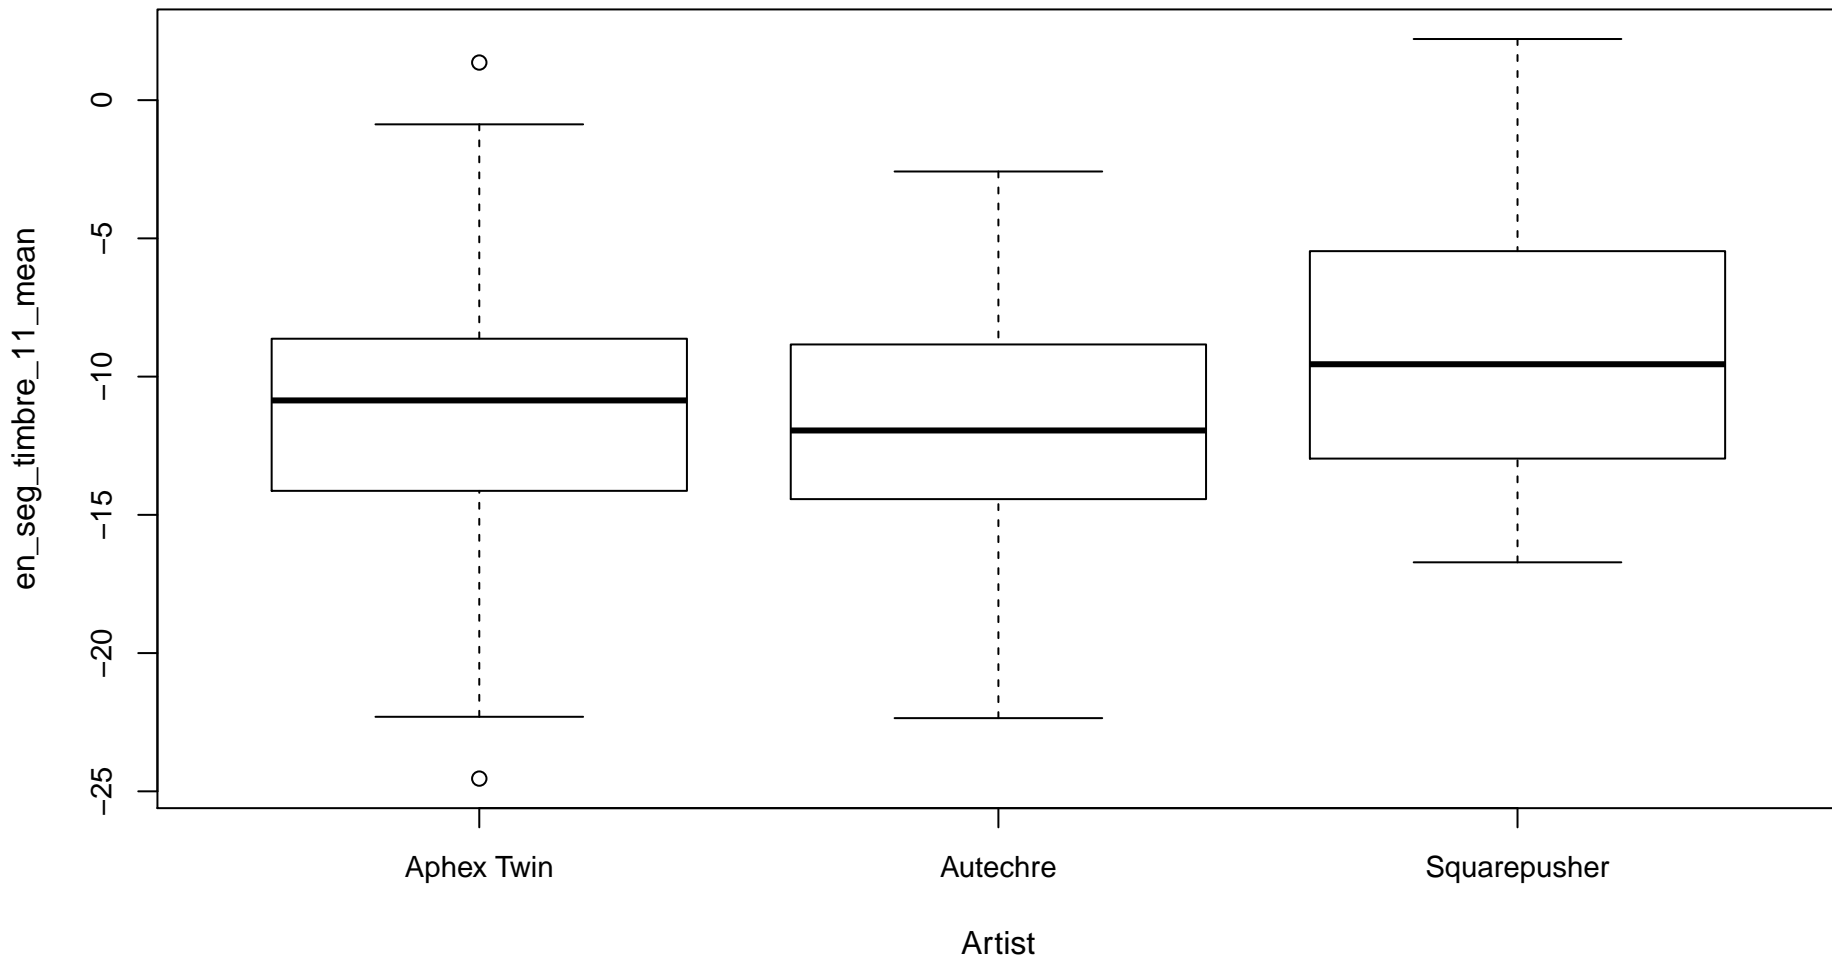 en_seg_timbre_11_mean
0
−5
−10
−15
−20
−25
Aphex Twin Autechre Squarepusher
Artist